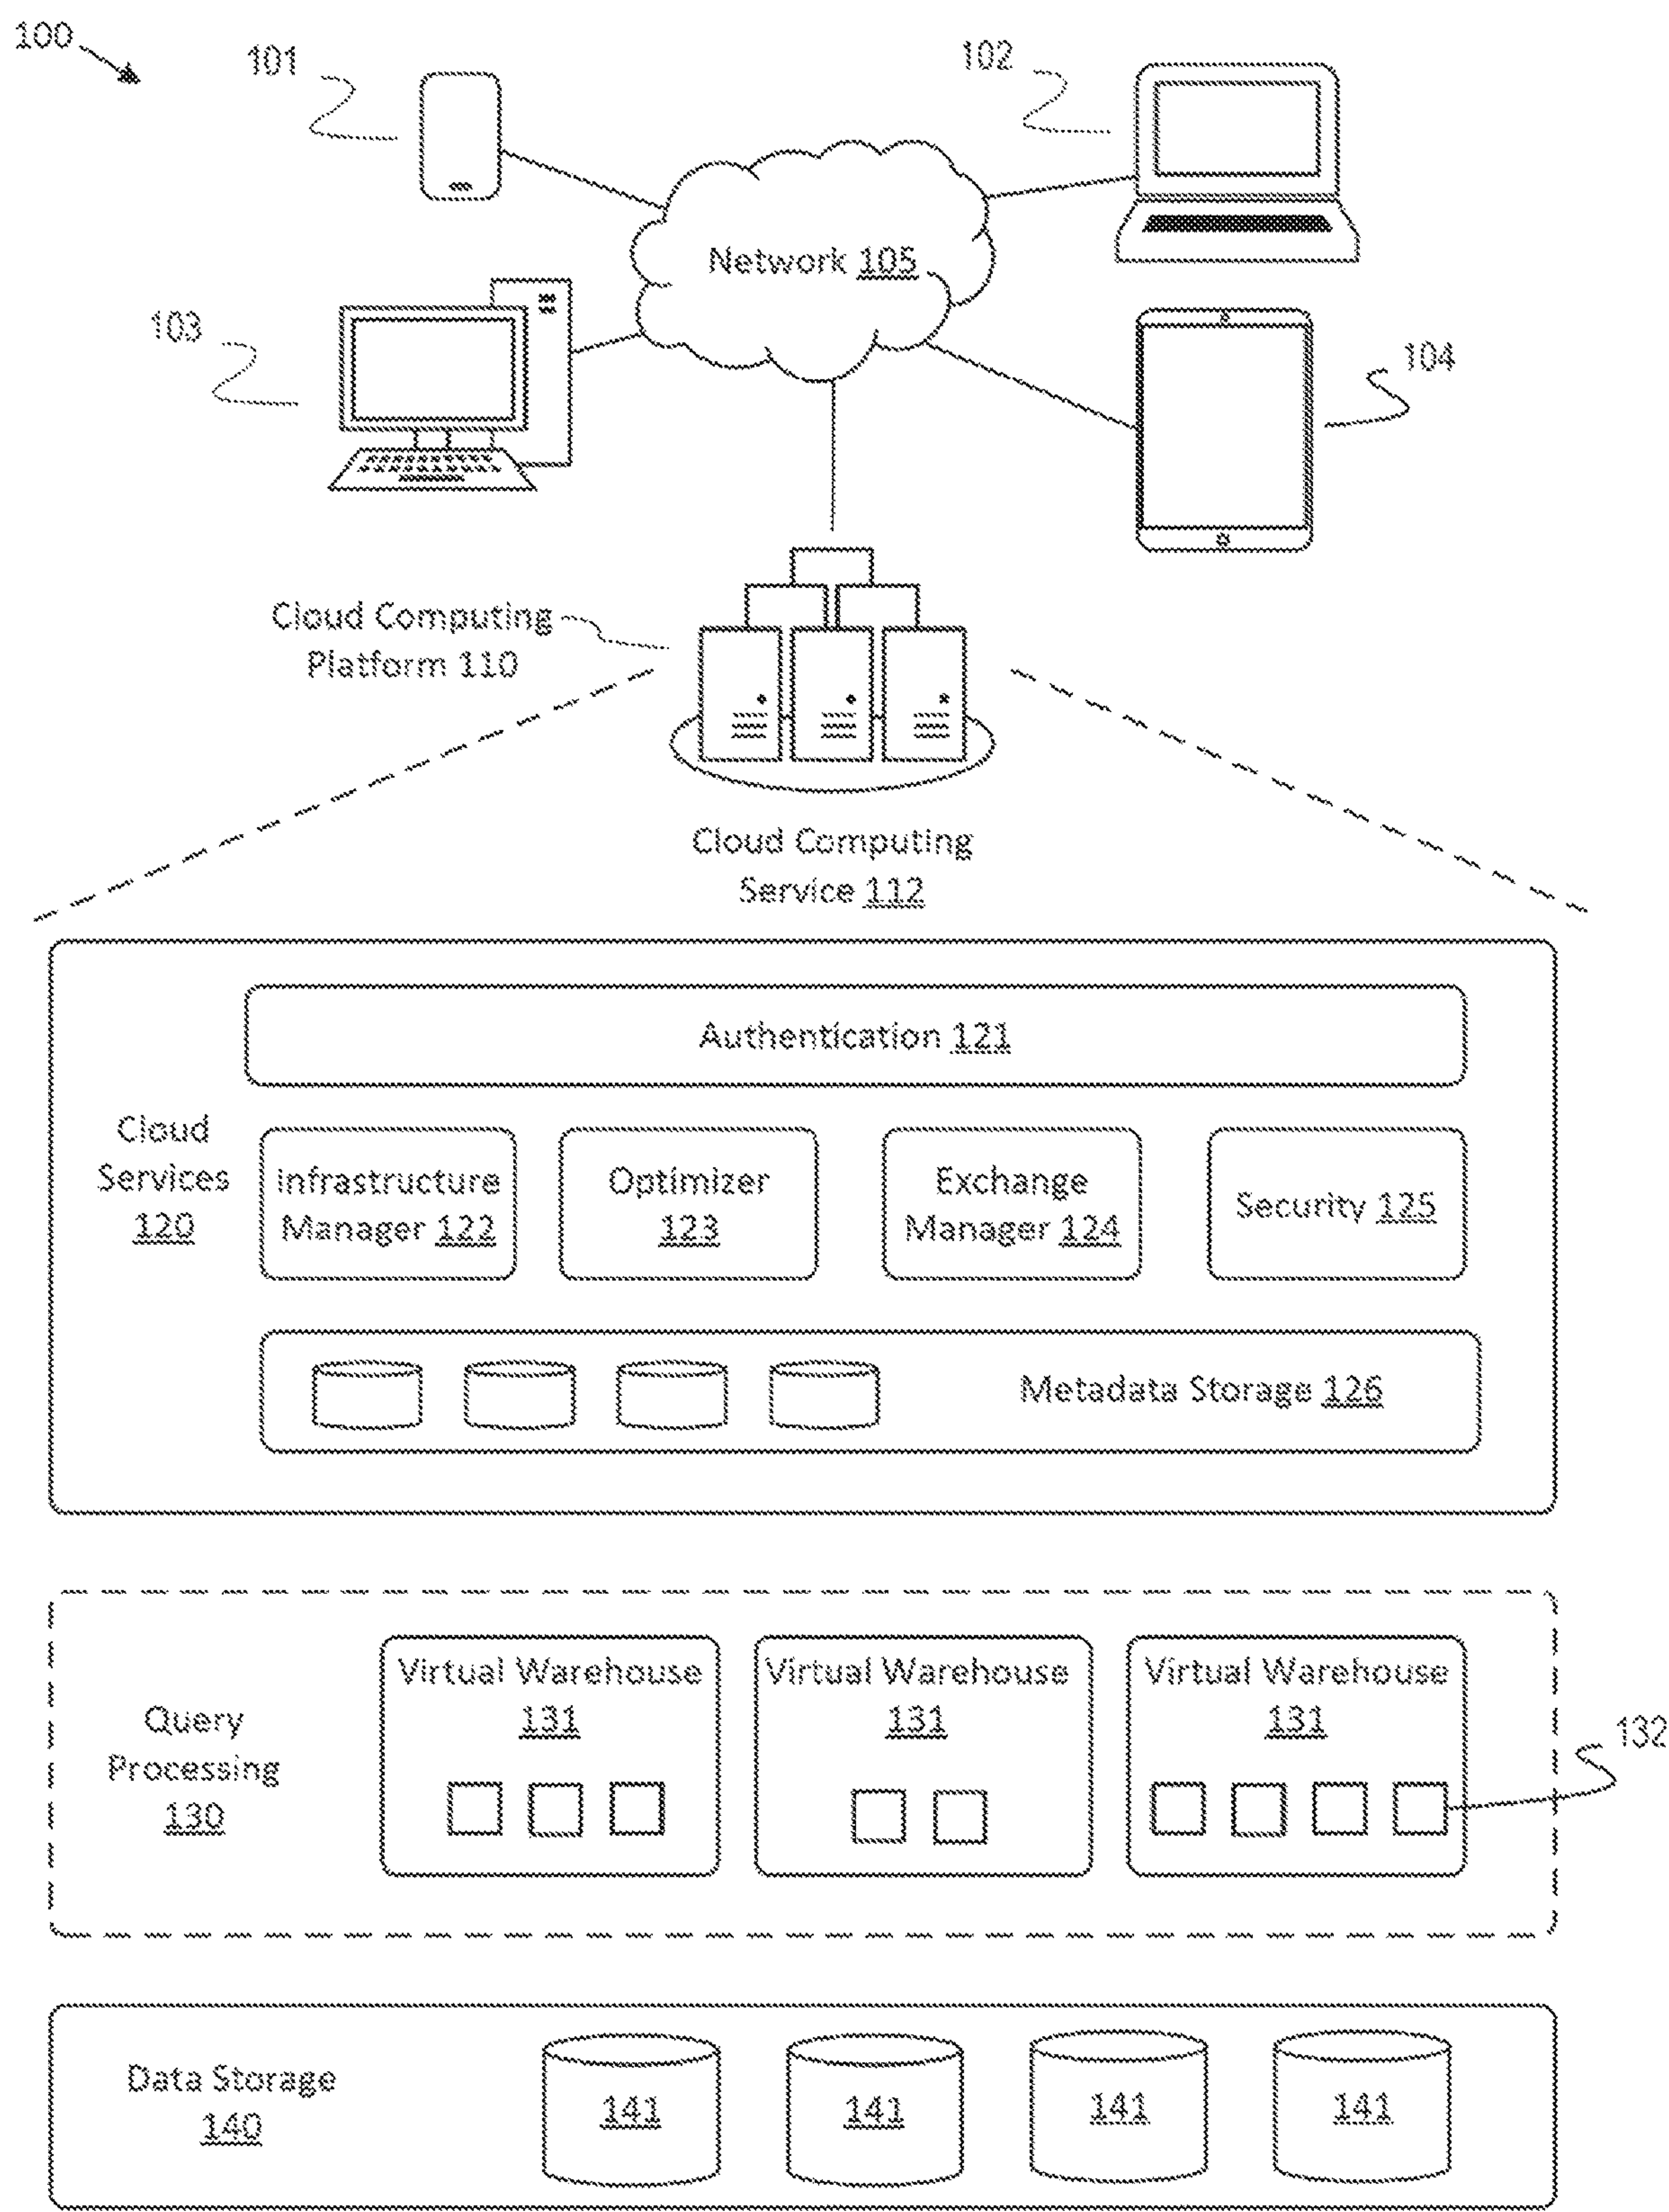 100
101
102
Network 105
103
104
Cloud Computing
Platform 110
Cloud Computing
Service 112
Authentication 121
Cloud
Services
120
Infrastructure
Manager 122
Optimizer
123
Exchange
Manager 124
Security 125
Metadata Storage 126
Query
Processing
130
Virtual Warehouse
131
Virtual Warehouse
131
Virtual Warehouse
131
132
Data Storage
140
141
141
141
141